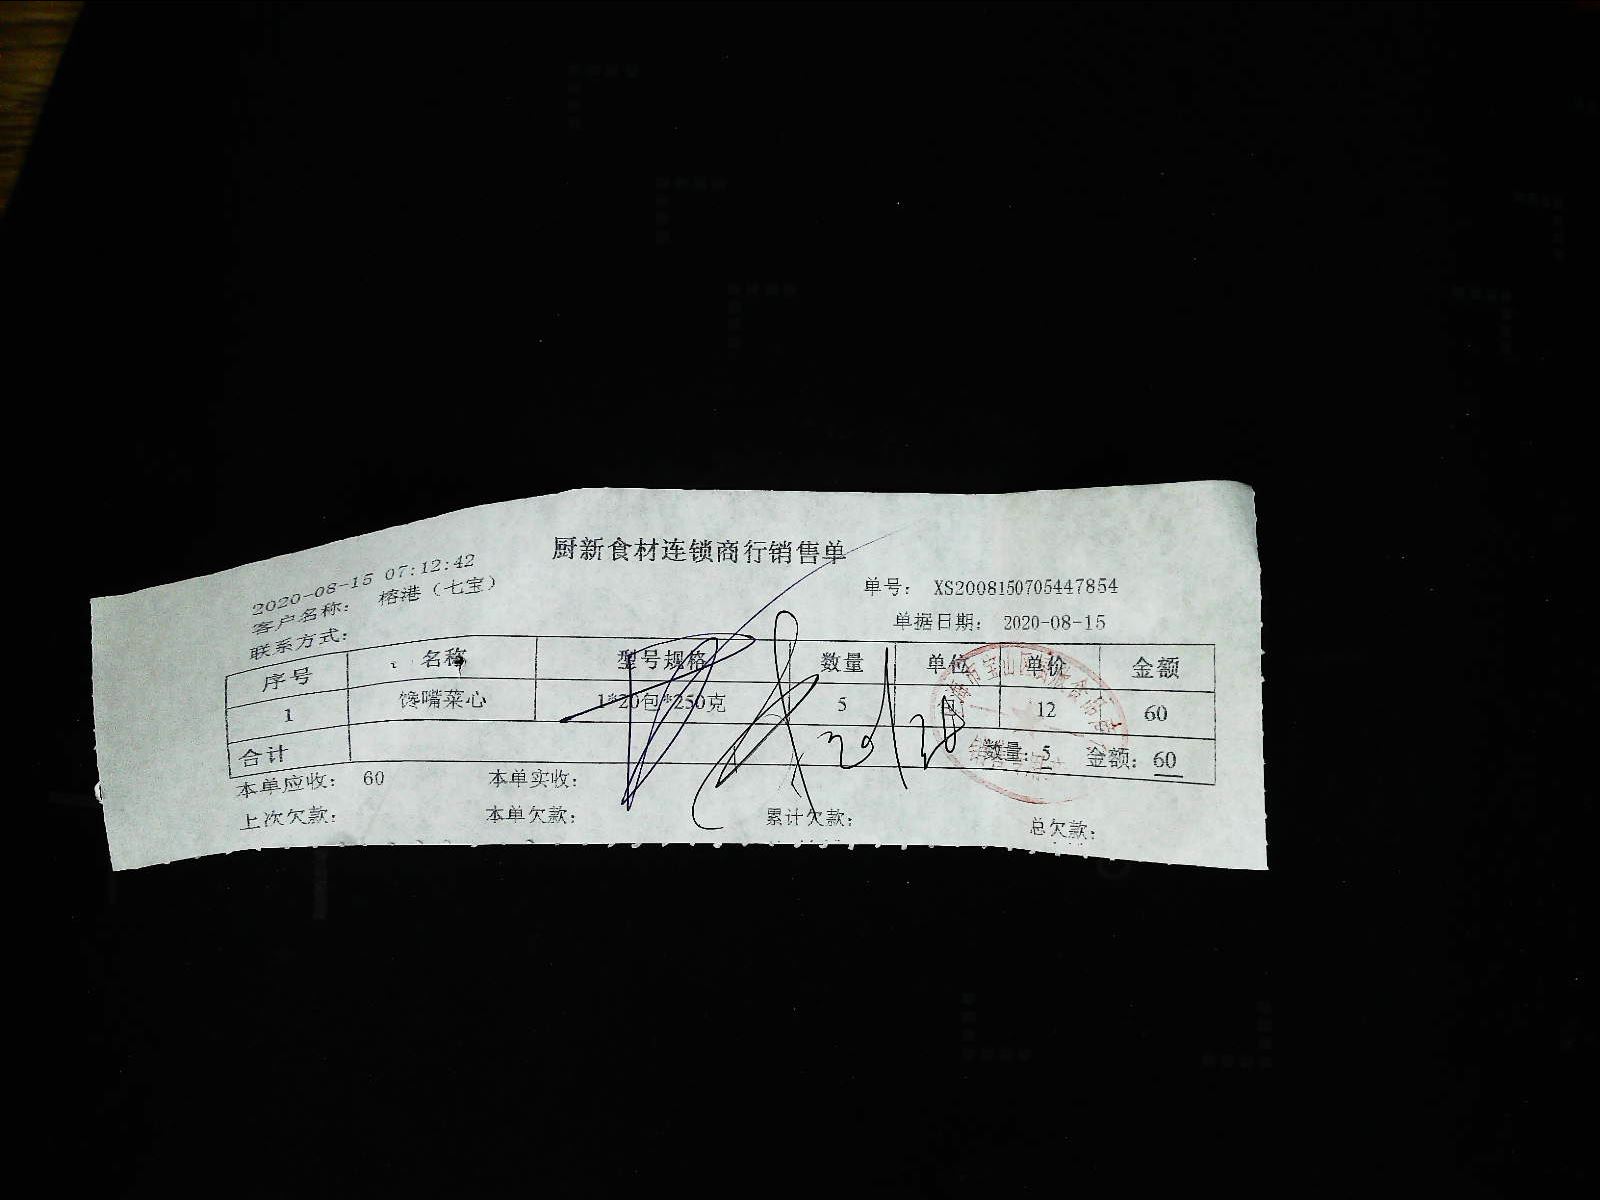 厨新食材连锁商行销售单
2020-08-15 07:12:42
单号： XS2008150705447854
客户名称： 榕港（七宝）
单据日期： 2020-08-15
联系方式：
序号 名称 型号规格 数量 单位 单价 金额
1 馋嘴菜心 1*20包*250克 5 包 12 60
合计 数量：5 金额：60
本单应收： 60 本单实收：
上次欠款： 本单欠款： 累计欠款： 总欠款：